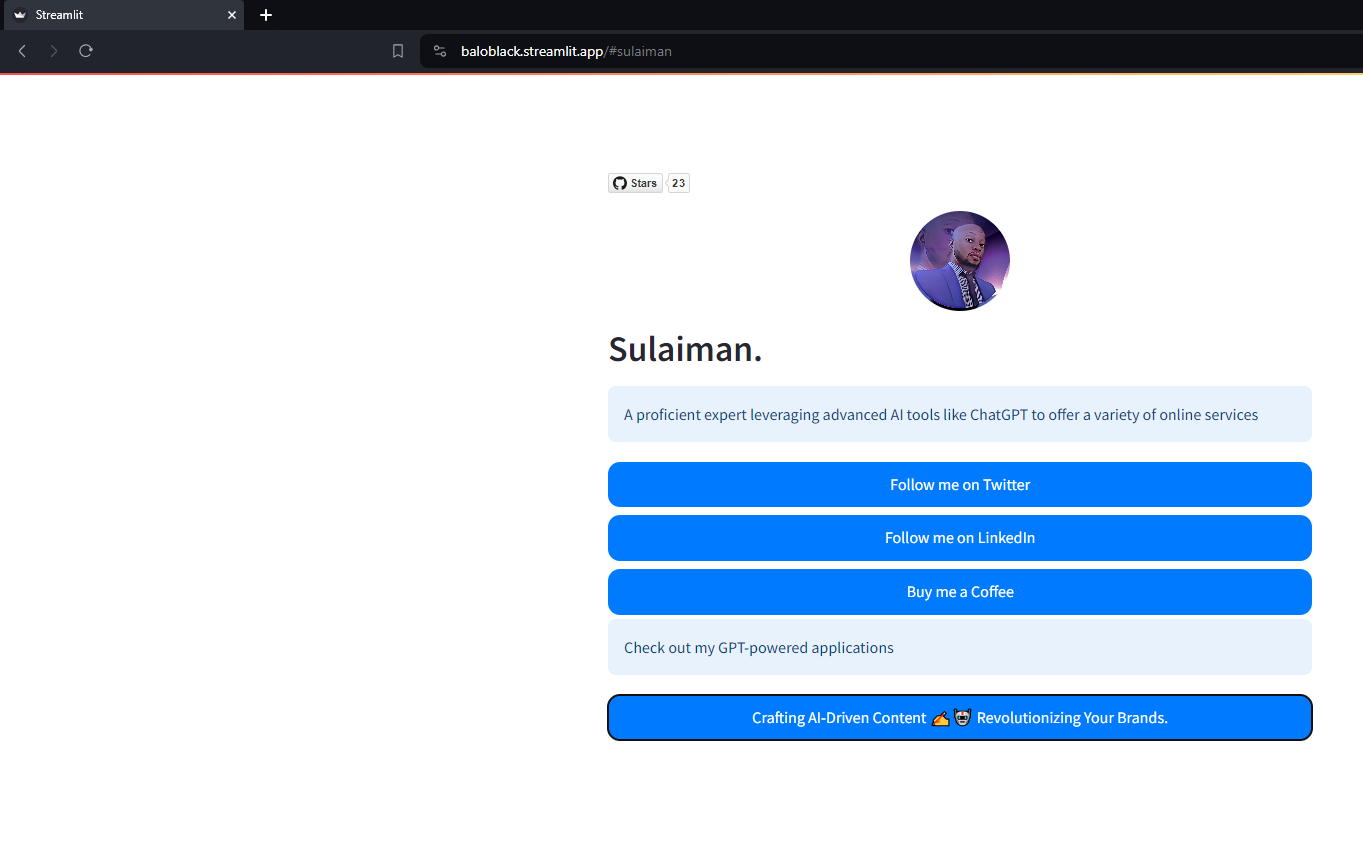 Streamlit
baloblack.streamlit.app/#sulaiman
Stars 23
Sulaiman.
A proficient expert leveraging advanced AI tools like ChatGPT to offer a variety of online services
Follow me on Twitter
Follow me on LinkedIn
Buy me a Coffee
Check out my GPT-powered applications
Crafting AI-Driven Content ✍️🤖 Revolutionizing Your Brands.